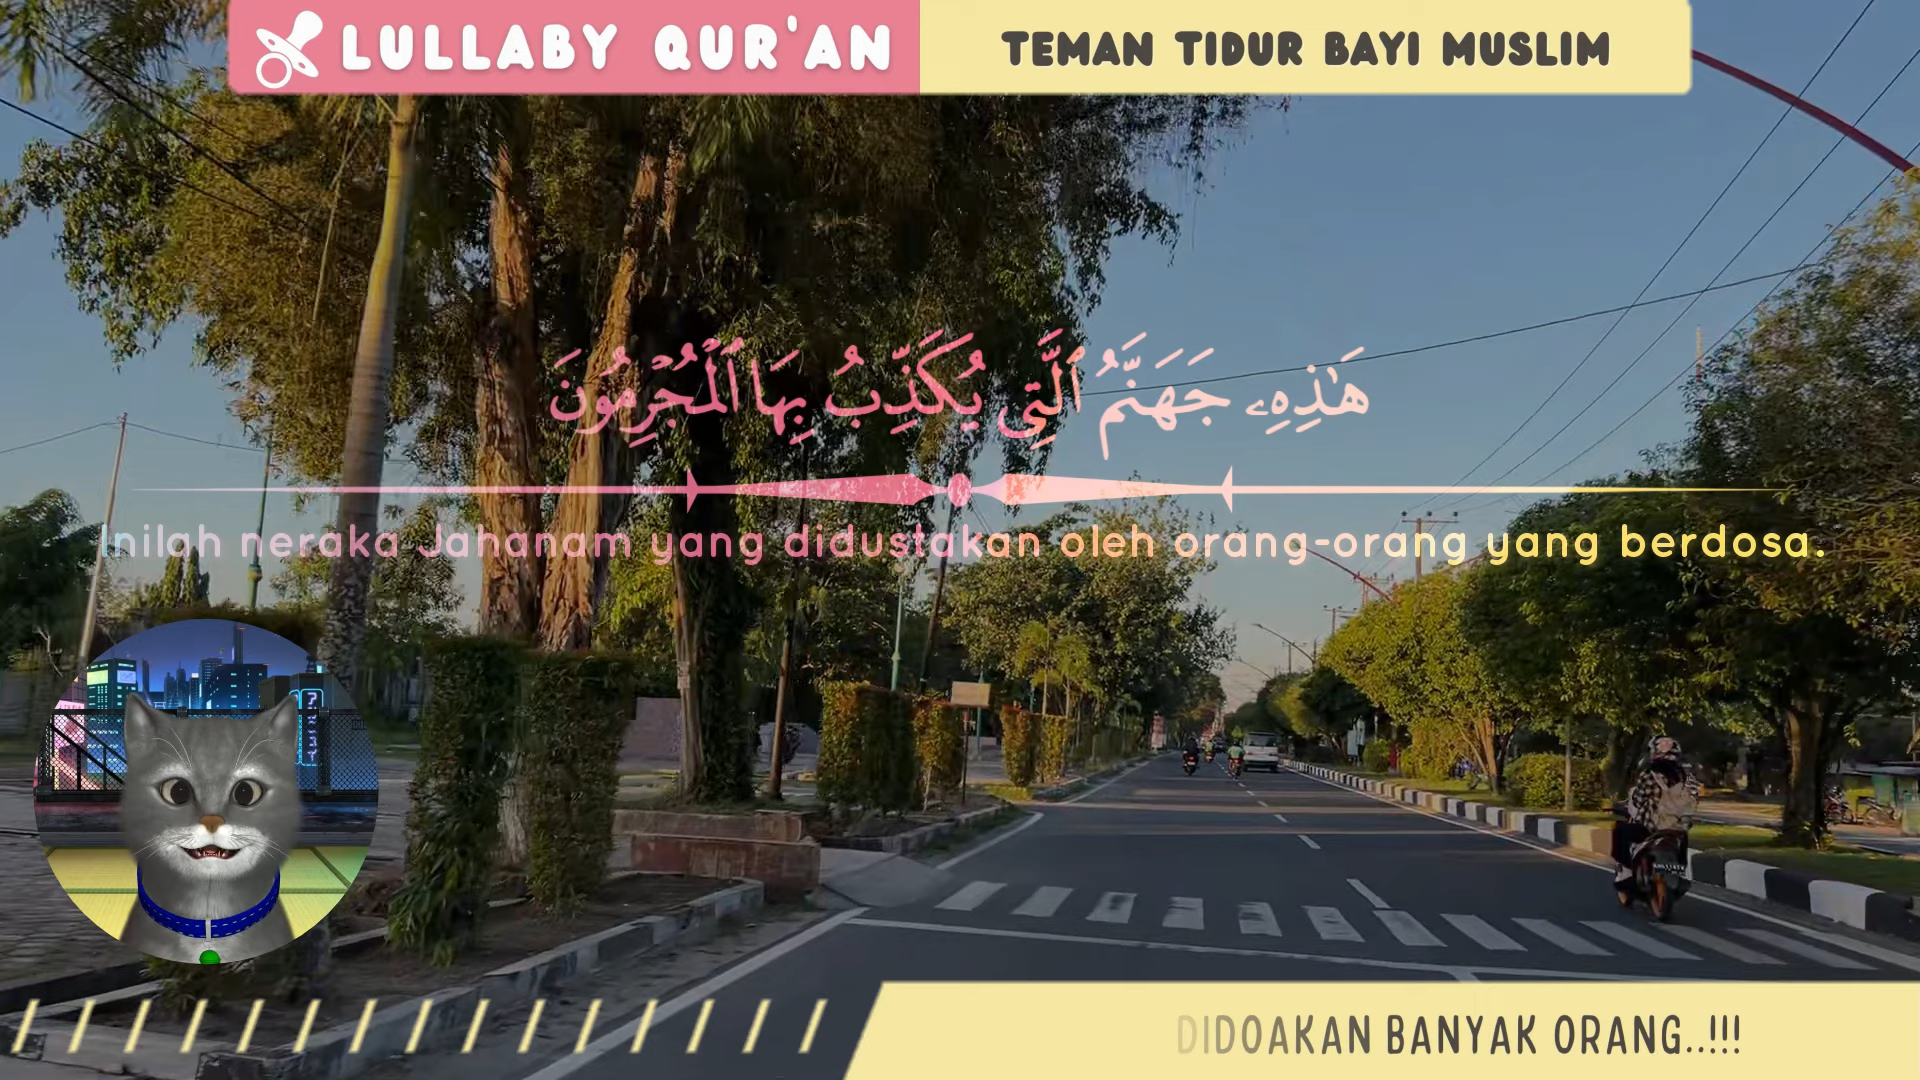 LULLABY QUR'AN
TEMAN TIDUR BAYI MUSLIM
هَٰذِهِۦ جَهَنَّمُ ٱلَّتِى يُكَذِّبُ بِهَا ٱلْمُجْرِمُونَ
Inilah neraka Jahanam yang didustakan oleh orang-orang yang berdosa.
DIDOAKAN BANYAK ORANG..!!!